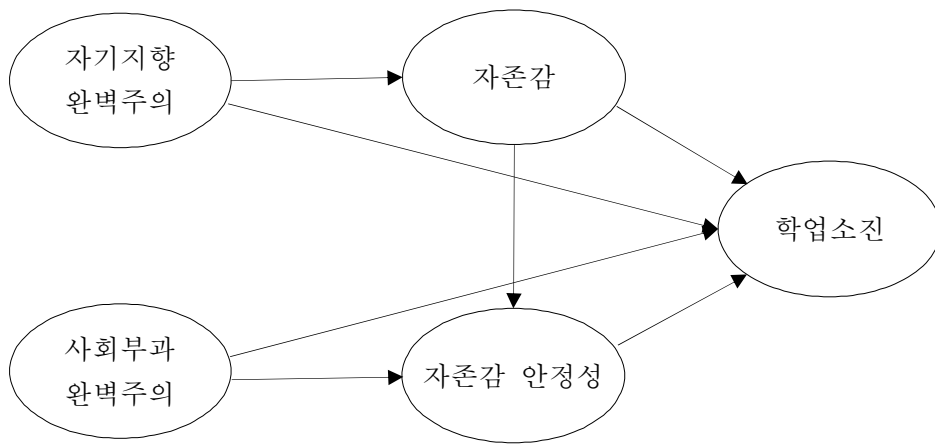 자기지향
완벽주의
자존감
학업소진
사회부과
완벽주의
자존감 안정성